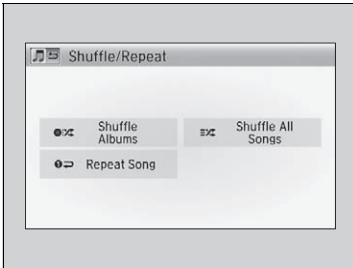 Shuffle/Repeat
Shuffle
Albums
Shuffle All
Songs
Repeat Song